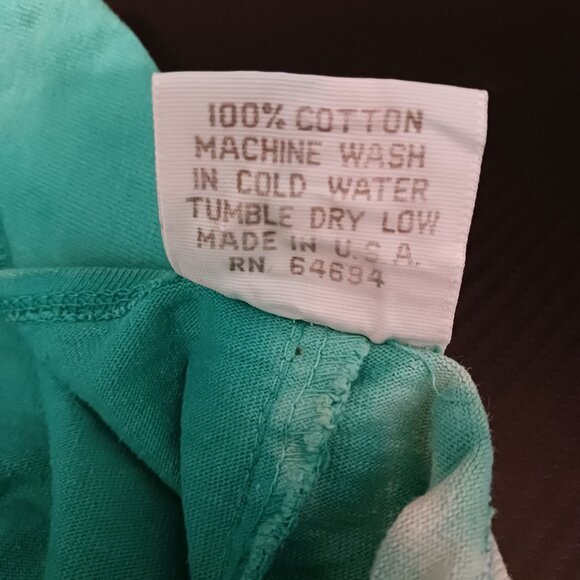 100% COTTON
MACHINE WASH
IN COLD WATER
TUMBLE DRY LOW
MADE IN U.S.A.
RN 64694